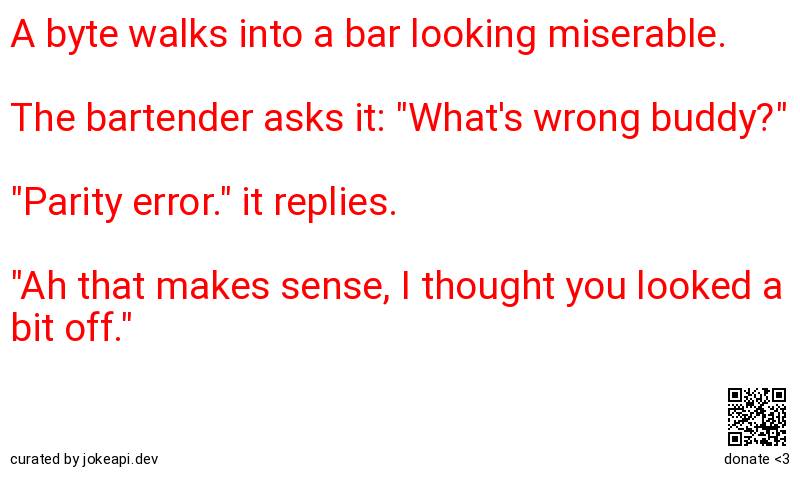 A byte walks into a bar looking miserable.
The bartender asks it: "What's wrong buddy?"
"Parity error." it replies.
"Ah that makes sense, I thought you looked a
bit off."
curated by jokeapi.dev
donate <3